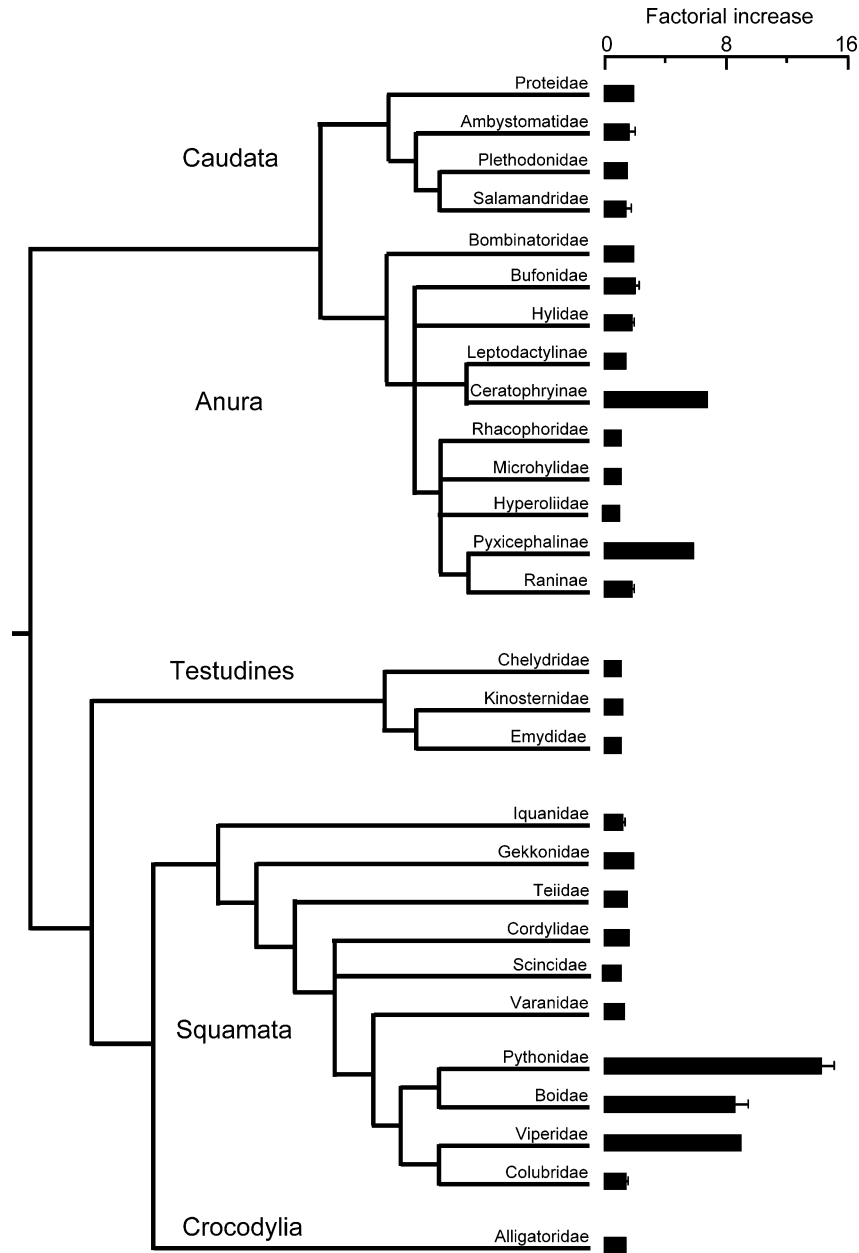 Factorial increase
0 8 16
Proteidae
Ambystomatidae
Caudata
Plethodonidae
Salamandridae
Bombinatoridae
Bufonidae
Hylidae
Leptodactylinae
Anura
Ceratophryinae
Rhacophoridae
Microhylidae
Hyperoliidae
Pyxicephalinae
Raninae
Chelydridae
Testudines
Kinosternidae
Emydidae
Iquanidae
Gekkonidae
Teiidae
Cordylidae
Scincidae
Varanidae
Squamata
Pythonidae
Boidae
Viperidae
Colubridae
Crocodylia
Alligatoridae